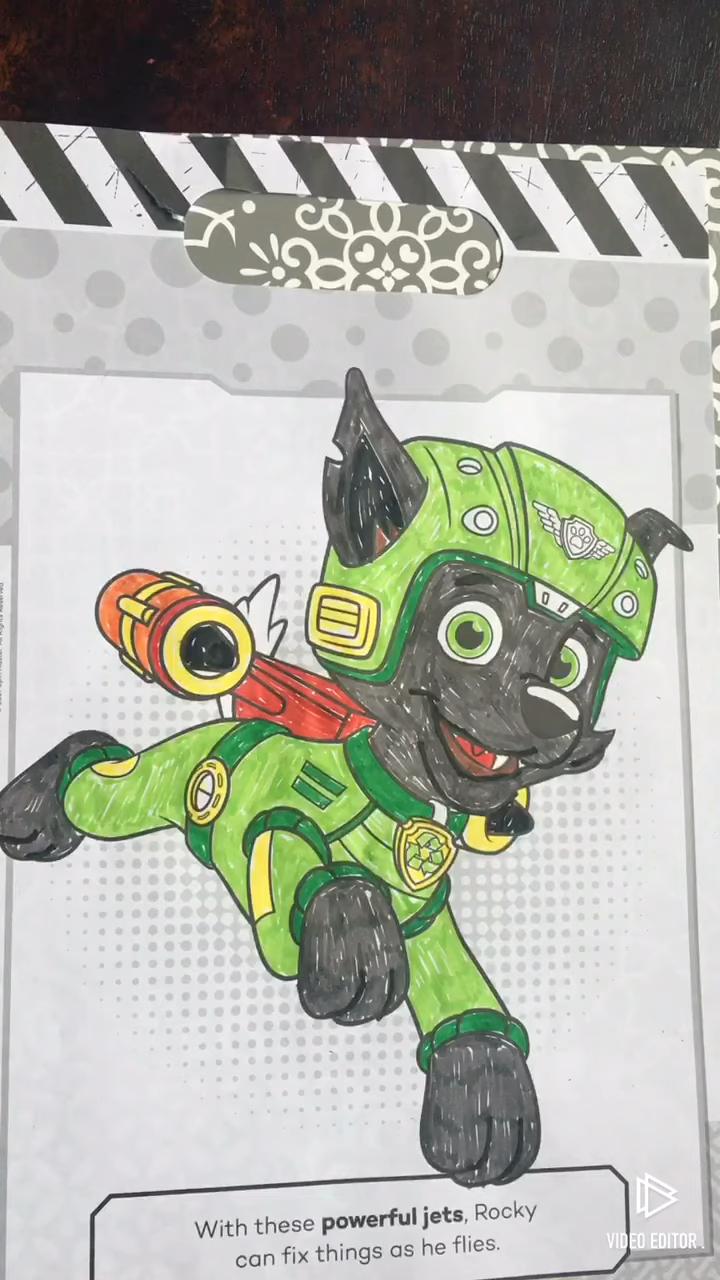 With these powerful jets, Rocky
can fix things as he flies.
VIDEO EDITOR